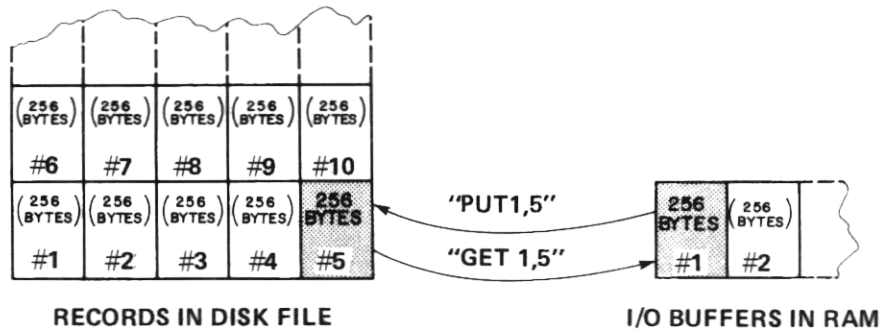 (256 BYTES) (256 BYTES) (256 BYTES) (256 BYTES) (256 BYTES)
#6 #7 #8 #9 #10
(256 BYTES) (256 BYTES) (256 BYTES) (256 BYTES) 256 BYTES
#1 #2 #3 #4 #5
"PUT1,5"
"GET 1,5"
256 BYTES (256 BYTES)
#1 #2
RECORDS IN DISK FILE
I/O BUFFERS IN RAM